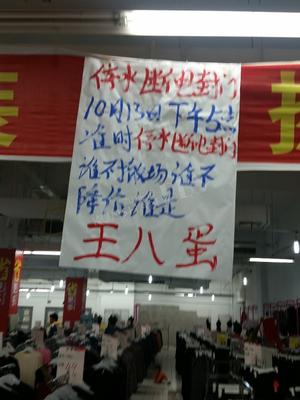 停水断电封门
10月13日下午5点
准时停水断电封门
谁不撤场谁不
降价谁是
王八蛋